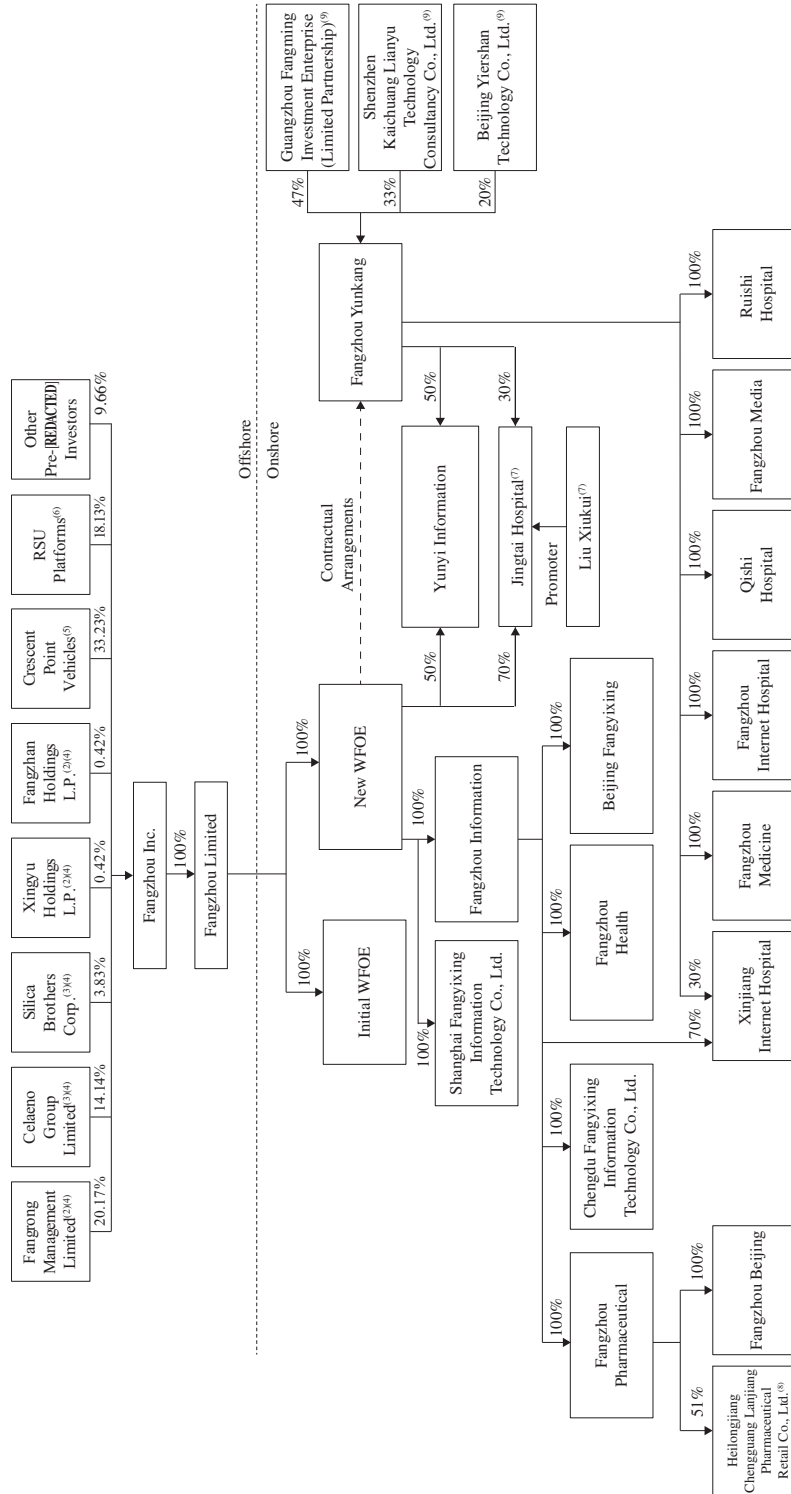 Fangrong
Management
Limited(2)(4)
20.17%
Celaeno
Group
Limited(3)(4)
14.14%
Silica
Brothers
Corp.(3)(4)
3.83%
Xingyu
Holdings
L.P.(2)(4)
0.42%
Fangzhan
Holdings
L.P.(2)(4)
0.42%
Crescent
Point
Vehicles(5)
33.23%
RSU
Platforms(6)
18.13%
Other
Pre-[REDACTED]
Investors
9.66%
Fangzhou Inc.
100%
Fangzhou Limited
Offshore
Onshore
100%
Initial WFOE
100%
New WFOE
Contractual
Arrangements
Fangzhou Yunkang
47%
Guangzhou Fangming
Investment Enterprise
(Limited Partnership)(9)
33%
Shenzhen
Kaichuang Lianyu
Technology
Consultancy Co., Ltd.(9)
20%
Beijing Yiershan
Technology Co., Ltd.(9)
100%
Shanghai Fangyixing
Information
Technology Co., Ltd.
100%
Fangzhou Information
50%
Yunyi Information
50%
70%
Jingtai Hospital(7)
30%
Promoter
Liu Xiukui(7)
100%
Fangzhou
Pharmaceutical
100%
Chengdu Fangyixing
Information
Technology Co., Ltd.
100%
Fangzhou
Health
100%
Beijing Fangyixing
51%
Heilongjiang
Chengguang Lanjiang
Pharmaceutical
Retail Co., Ltd.(8)
100%
Fangzhou Beijing
70%
30%
Xinjiang
Internet Hospital
100%
Fangzhou
Medicine
100%
Fangzhou
Internet Hospital
100%
Qishi
Hospital
100%
Fangzhou Media
100%
Ruishi
Hospital